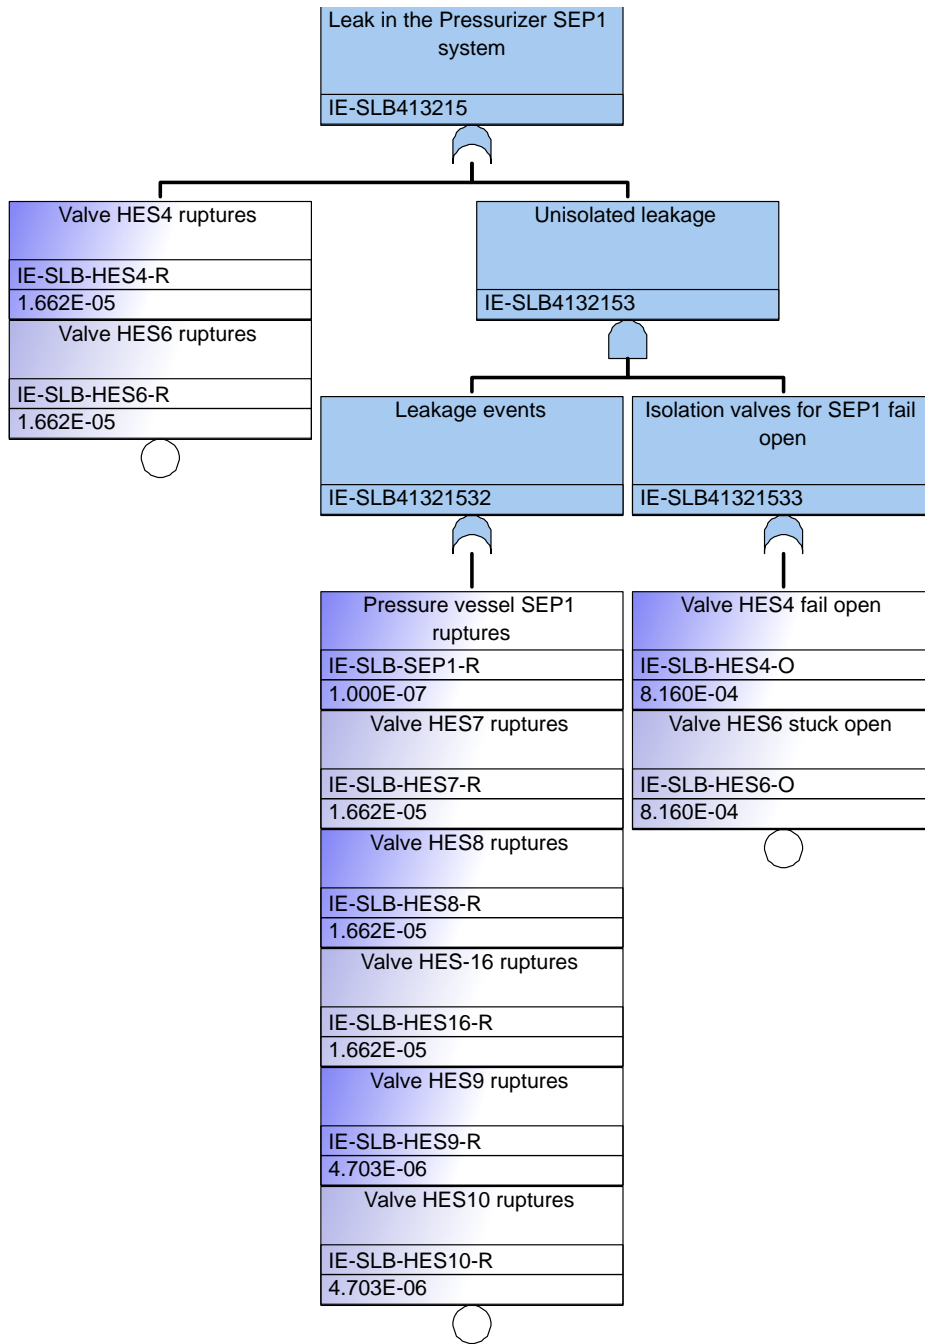 Leak in the Pressurizer SEP1
system
IE-SLB413215
Valve HES4 ruptures
IE-SLB-HES4-R
1.662E-05
Valve HES6 ruptures
IE-SLB-HES6-R
1.662E-05
Unisolated leakage
IE-SLB4132153
Leakage events
IE-SLB41321532
Isolation valves for SEP1 fail
open
IE-SLB41321533
Pressure vessel SEP1
ruptures
IE-SLB-SEP1-R
1.000E-07
Valve HES7 ruptures
IE-SLB-HES7-R
1.662E-05
Valve HES8 ruptures
IE-SLB-HES8-R
1.662E-05
Valve HES-16 ruptures
IE-SLB-HES16-R
1.662E-05
Valve HES9 ruptures
IE-SLB-HES9-R
4.703E-06
Valve HES10 ruptures
IE-SLB-HES10-R
4.703E-06
Valve HES4 fail open
IE-SLB-HES4-O
8.160E-04
Valve HES6 stuck open
IE-SLB-HES6-O
8.160E-04